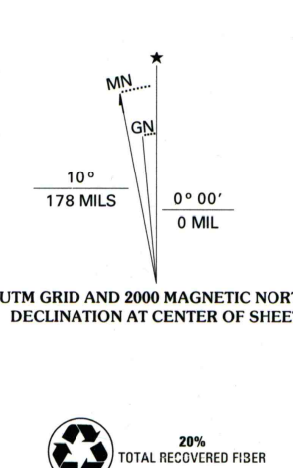 MN
GN
10°
178 MILS
0° 00′
0 MIL
UTM GRID AND 2000 MAGNETIC NORT
DECLINATION AT CENTER OF SHEET
20%
TOTAL RECOVERED FIBER